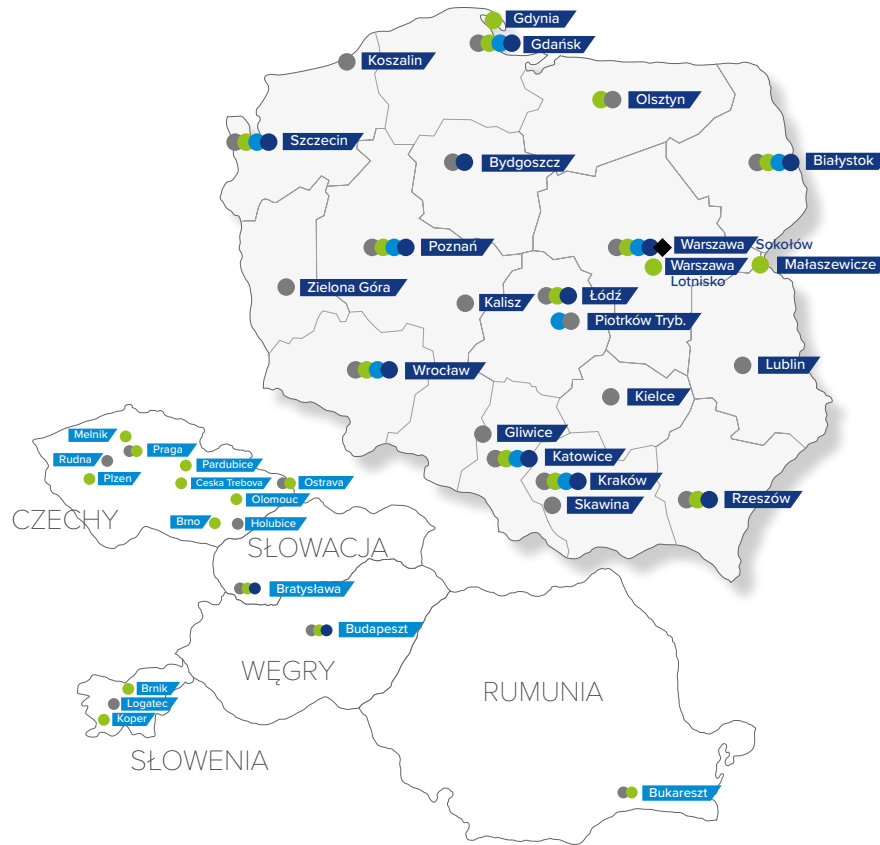 Gdynia
Gdańsk
Koszalin
Olsztyn
Szczecin
Bydgoszcz
Białystok
Poznań
Warszawa Sokołów
Warszawa
Lotnisko
Małaszewicze
Zielona Góra
Kalisz
Łódź
Piotrków Tryb.
Wrocław
Lublin
Kielce
Gliwice
Katowice
Kraków
Rzeszów
Skawina
Melnik
Praga
Rudna
Pardubice
Plzen
Ceska Trebova
Ostrava
Olomouc
CZECHY
Brno
Holubice
SŁOWACJA
Bratysława
Budapeszt
WĘGRY
RUMUNIA
Brnik
Logatec
Koper
SŁOWENIA
Bukareszt